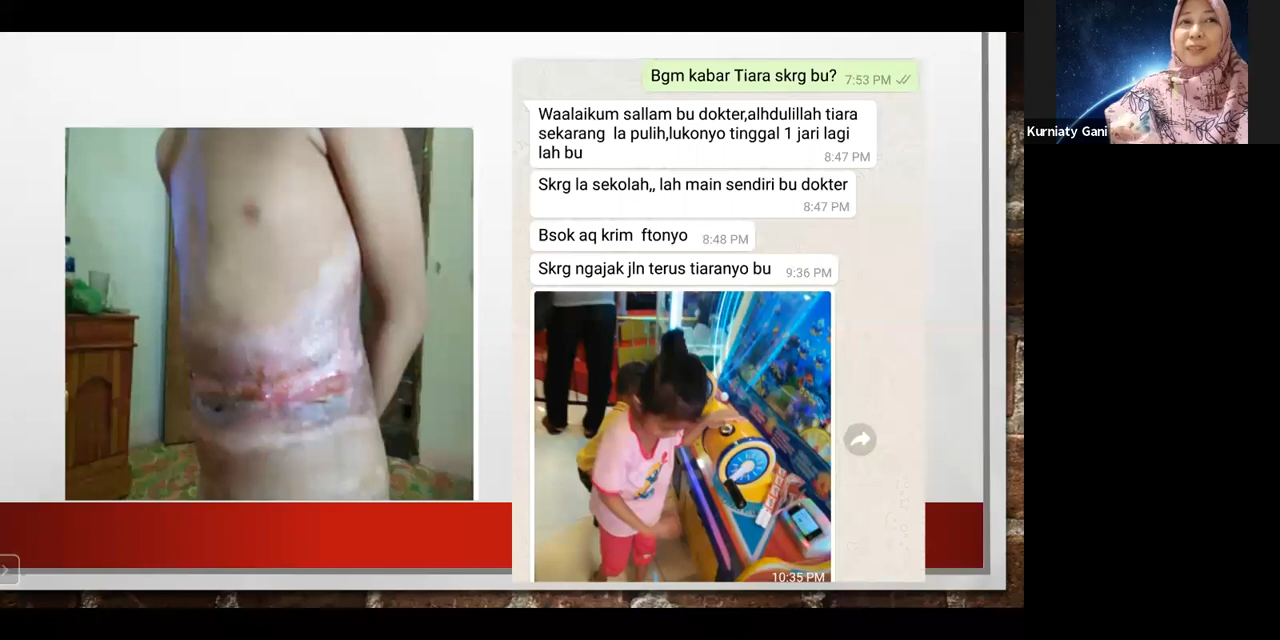 Bgm kabar Tiara skrg bu? 7:53 PM
Waalaikum sallam bu dokter,alhdulillah tiara
sekarang la pulih,lukonyo tinggal 1 jari lagi
lah bu 8:47 PM
Skrg la sekolah,, lah main sendiri bu dokter
8:47 PM
Bsok aq krim ftonyo 8:48 PM
Skrg ngajak jln terus tiaranyo bu 9:36 PM
10:35 PM
Kurniaty Gani